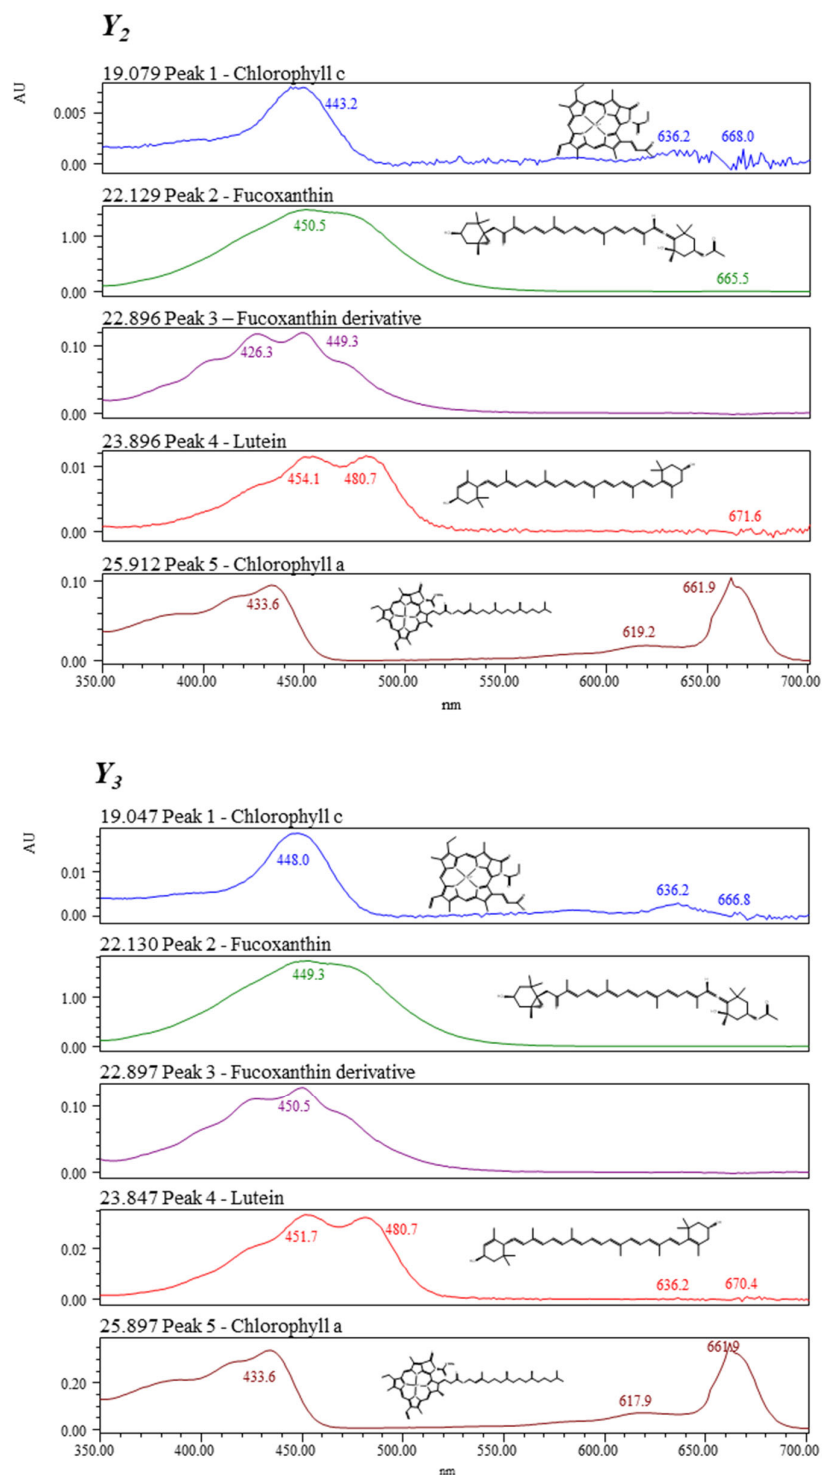 Y2
AU
19.079 Peak 1 - Chlorophyll c
0.005
0.00
443.2
636.2
668.0
22.129 Peak 2 - Fucoxanthin
1.00
0.00
450.5
665.5
22.896 Peak 3 – Fucoxanthin derivative
0.10
0.00
426.3
449.3
23.896 Peak 4 - Lutein
0.01
0.00
454.1
480.7
671.6
25.912 Peak 5 - Chlorophyll a
0.10
0.00
433.6
619.2
661.9
350.00 400.00 450.00 500.00 550.00 600.00 650.00 700.00
nm
Y3
AU
19.047 Peak 1 - Chlorophyll c
0.01
0.00
448.0
636.2
666.8
22.130 Peak 2 - Fucoxanthin
1.00
0.00
449.3
22.897 Peak 3 - Fucoxanthin derivative
0.10
0.00
450.5
23.847 Peak 4 - Lutein
0.02
0.00
451.7
480.7
636.2
670.4
25.897 Peak 5 - Chlorophyll a
0.20
0.00
433.6
617.9
661.9
350.00 400.00 450.00 500.00 550.00 600.00 650.00 700.00
nm